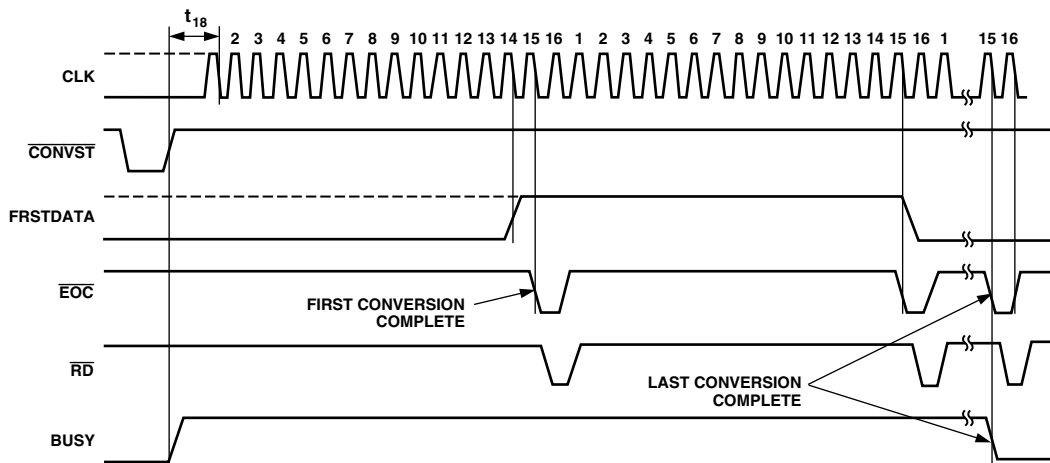 t18
2 3 4 5 6 7 8 9 10 11 12 13 14 15 16 1 2 3 4 5 6 7 8 9 10 11 12 13 14 15 16 1 15 16
CLK
CONVST
FRSTDATA
EOC
FIRST CONVERSION
COMPLETE
RD
LAST CONVERSION
COMPLETE
BUSY